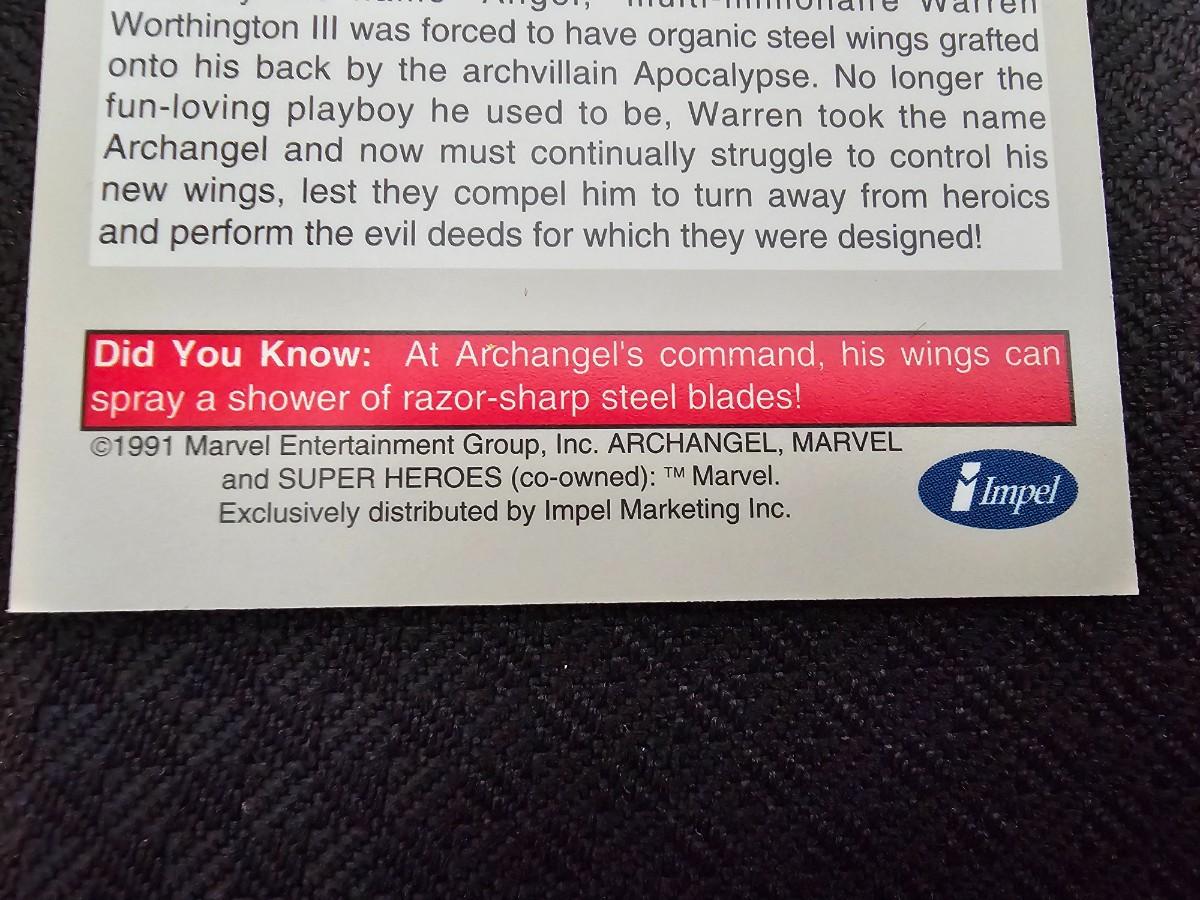 "Angel," multi-millionaire Warren
Worthington III was forced to have organic steel wings grafted
onto his back by the archvillain Apocalypse. No longer the
fun-loving playboy he used to be, Warren took the name
Archangel and now must continually struggle to control his
new wings, lest they compel him to turn away from heroics
and perform the evil deeds for which they were designed!
Did You Know: At Archangel's command, his wings can
spray a shower of razor-sharp steel blades!
©1991 Marvel Entertainment Group, Inc. ARCHANGEL, MARVEL
and SUPER HEROES (co-owned): ™ Marvel.
Exclusively distributed by Impel Marketing Inc.
Impel